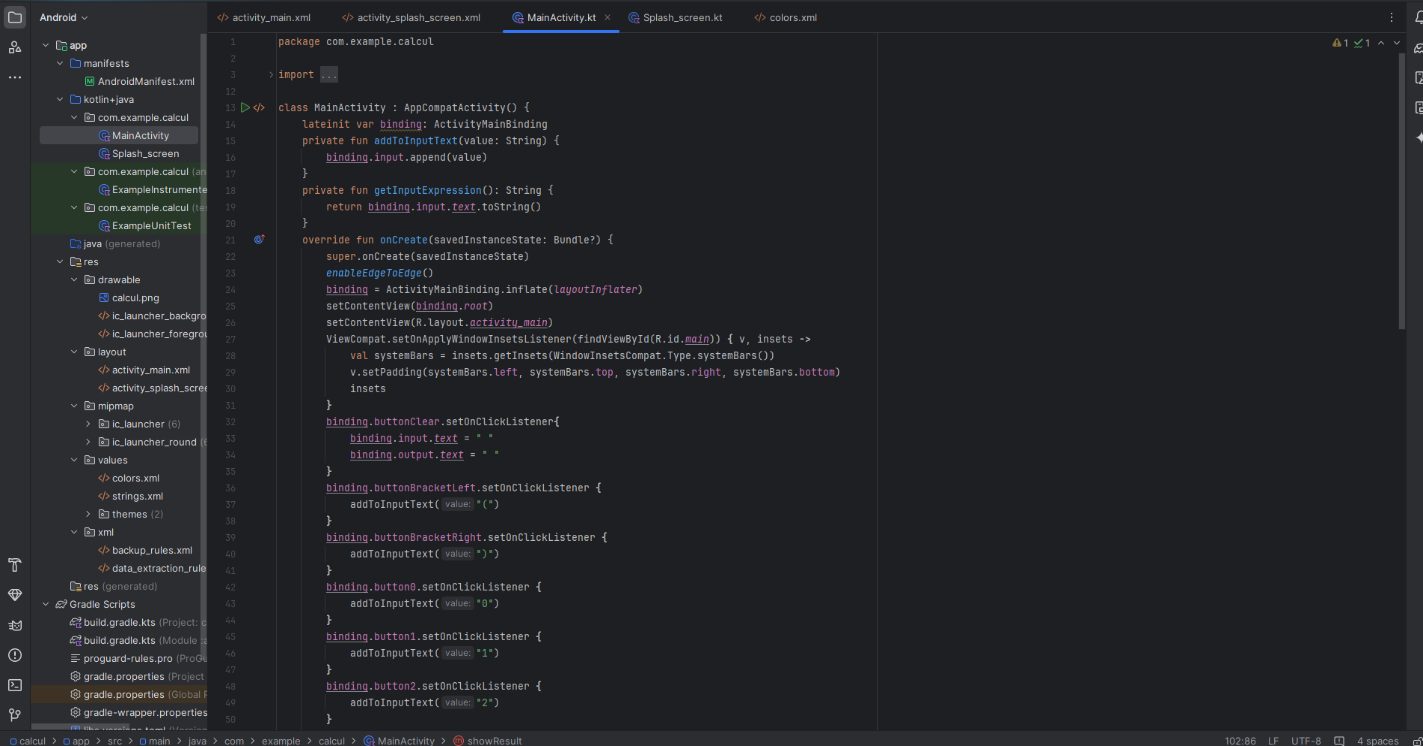 Android
activity_main.xml
activity_splash_screen.xml
MainActivity.kt
Splash_screen.kt
colors.xml
app
manifests
AndroidManifest.xml
kotlin+java
com.example.calcul
MainActivity
Splash_screen
com.example.calcul (an
ExampleInstrumente
com.example.calcul (te
ExampleUnitTest
java (generated)
res
drawable
calcul.png
ic_launcher_backgro
ic_launcher_foregrou
layout
activity_main.xml
activity_splash_scree
mipmap
ic_launcher (6)
ic_launcher_round (6
values
colors.xml
strings.xml
themes (2)
xml
backup_rules.xml
data_extraction_rule
res (generated)
Gradle Scripts
build.gradle.kts (Project: c
build.gradle.kts (Module :a
proguard-rules.pro (ProGu
gradle.properties (Project
gradle.properties (Global P
gradle-wrapper.properties
1 package com.example.calcul
2
3 import ...
12
13 class MainActivity : AppCompatActivity() {
14 lateinit var binding: ActivityMainBinding
15 private fun addToInputText(value: String) {
16 binding.input.append(value)
17 }
18 private fun getInputExpression(): String {
19 return binding.input.text.toString()
20 }
21 override fun onCreate(savedInstanceState: Bundle?) {
22 super.onCreate(savedInstanceState)
23 enableEdgeToEdge()
24 binding = ActivityMainBinding.inflate(layoutInflater)
25 setContentView(binding.root)
26 setContentView(R.layout.activity_main)
27 ViewCompat.setOnApplyWindowInsetsListener(findViewById(R.id.main)) { v, insets ->
28 val systemBars = insets.getInsets(WindowInsetsCompat.Type.systemBars())
29 v.setPadding(systemBars.left, systemBars.top, systemBars.right, systemBars.bottom)
30 insets
31 }
32 binding.buttonClear.setOnClickListener{
33 binding.input.text = " "
34 binding.output.text = " "
35 }
36 binding.buttonBracketLeft.setOnClickListener {
37 addToInputText( value: "(")
38 }
39 binding.buttonBracketRight.setOnClickListener {
40 addToInputText( value: ")")
41 }
42 binding.button0.setOnClickListener {
43 addToInputText( value: "0")
44 }
45 binding.button1.setOnClickListener {
46 addToInputText( value: "1")
47 }
48 binding.button2.setOnClickListener {
49 addToInputText( value: "2")
50 }
1 1
calcul > app > src > main > java > com > example > calcul > MainActivity > showResult
102:86 LF UTF-8 4 spaces